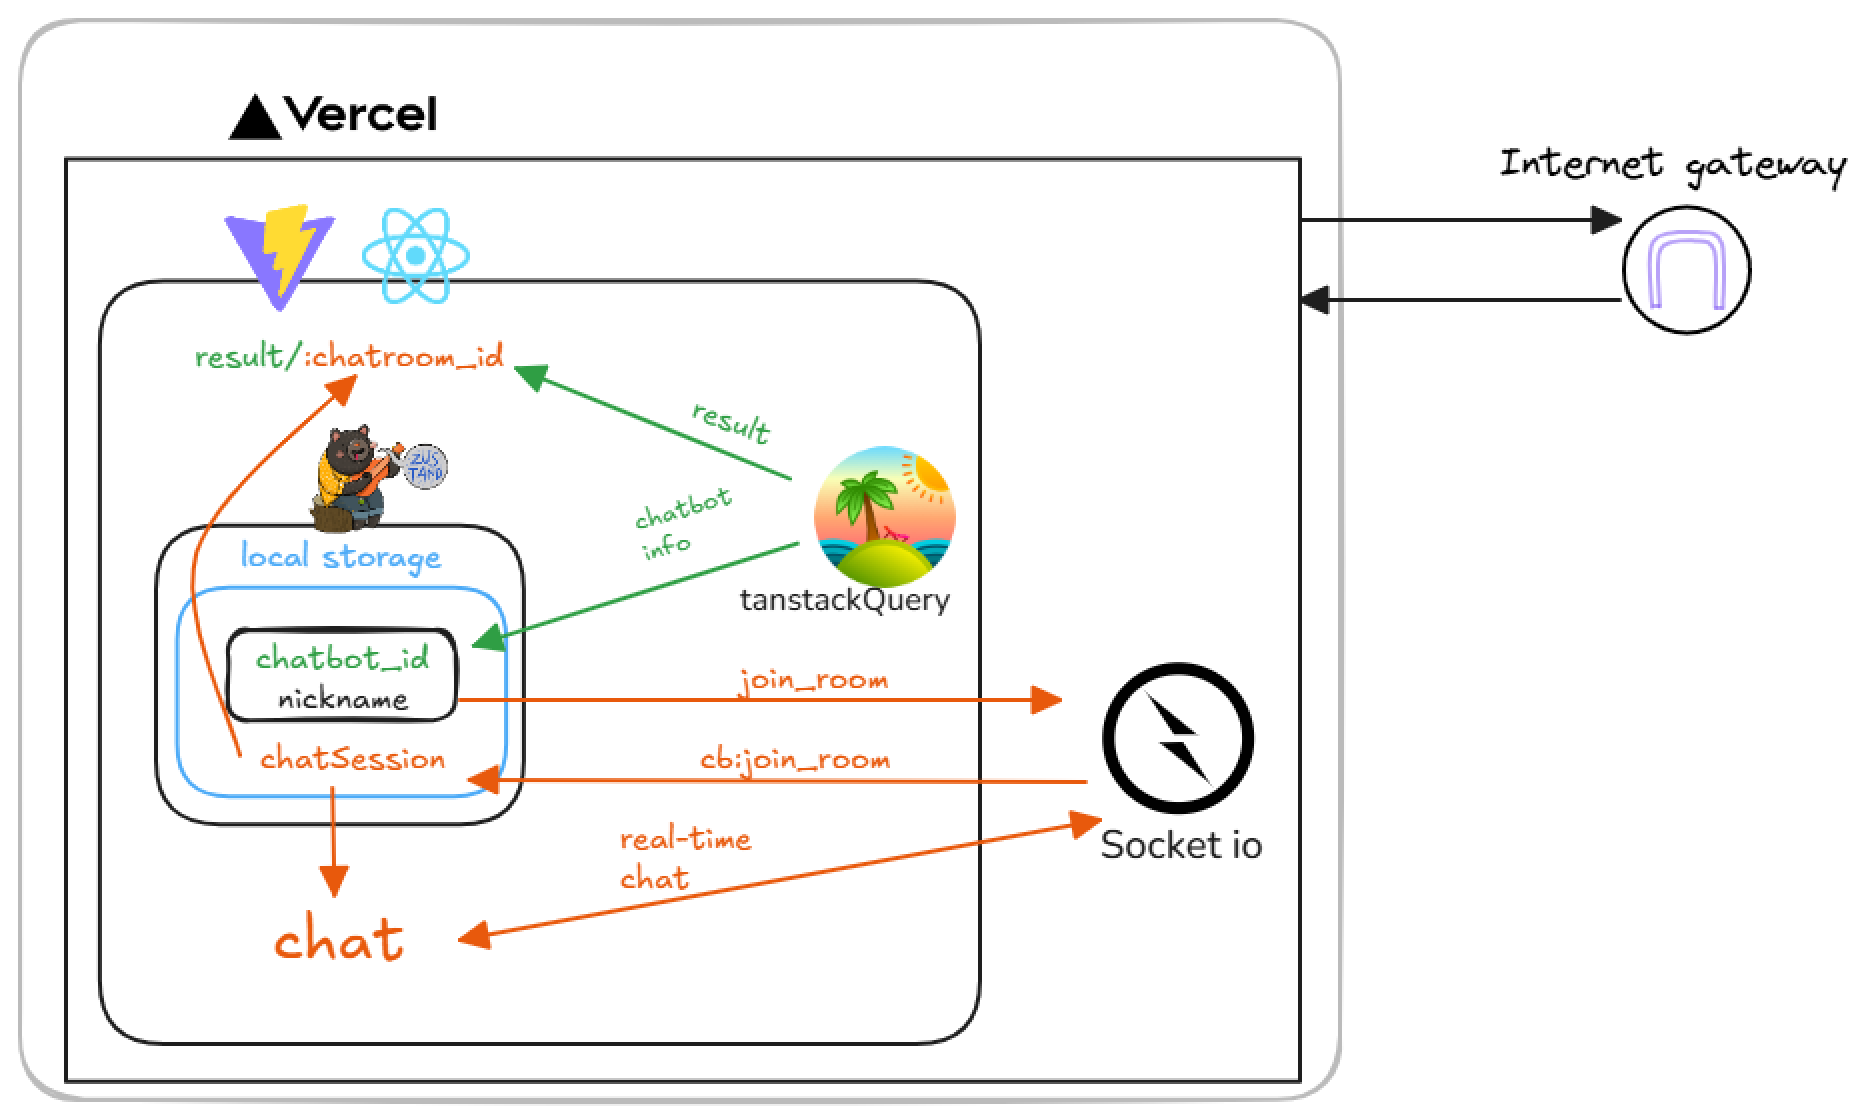 Vercel
Internet gateway
result/:chatroom_id
result
ZUS
TAND
chatbot
info
local storage
tanstackQuery
chatbot_id
nickname
join_room
chatSession
cb:join_room
real-time
chat
Socket io
chat